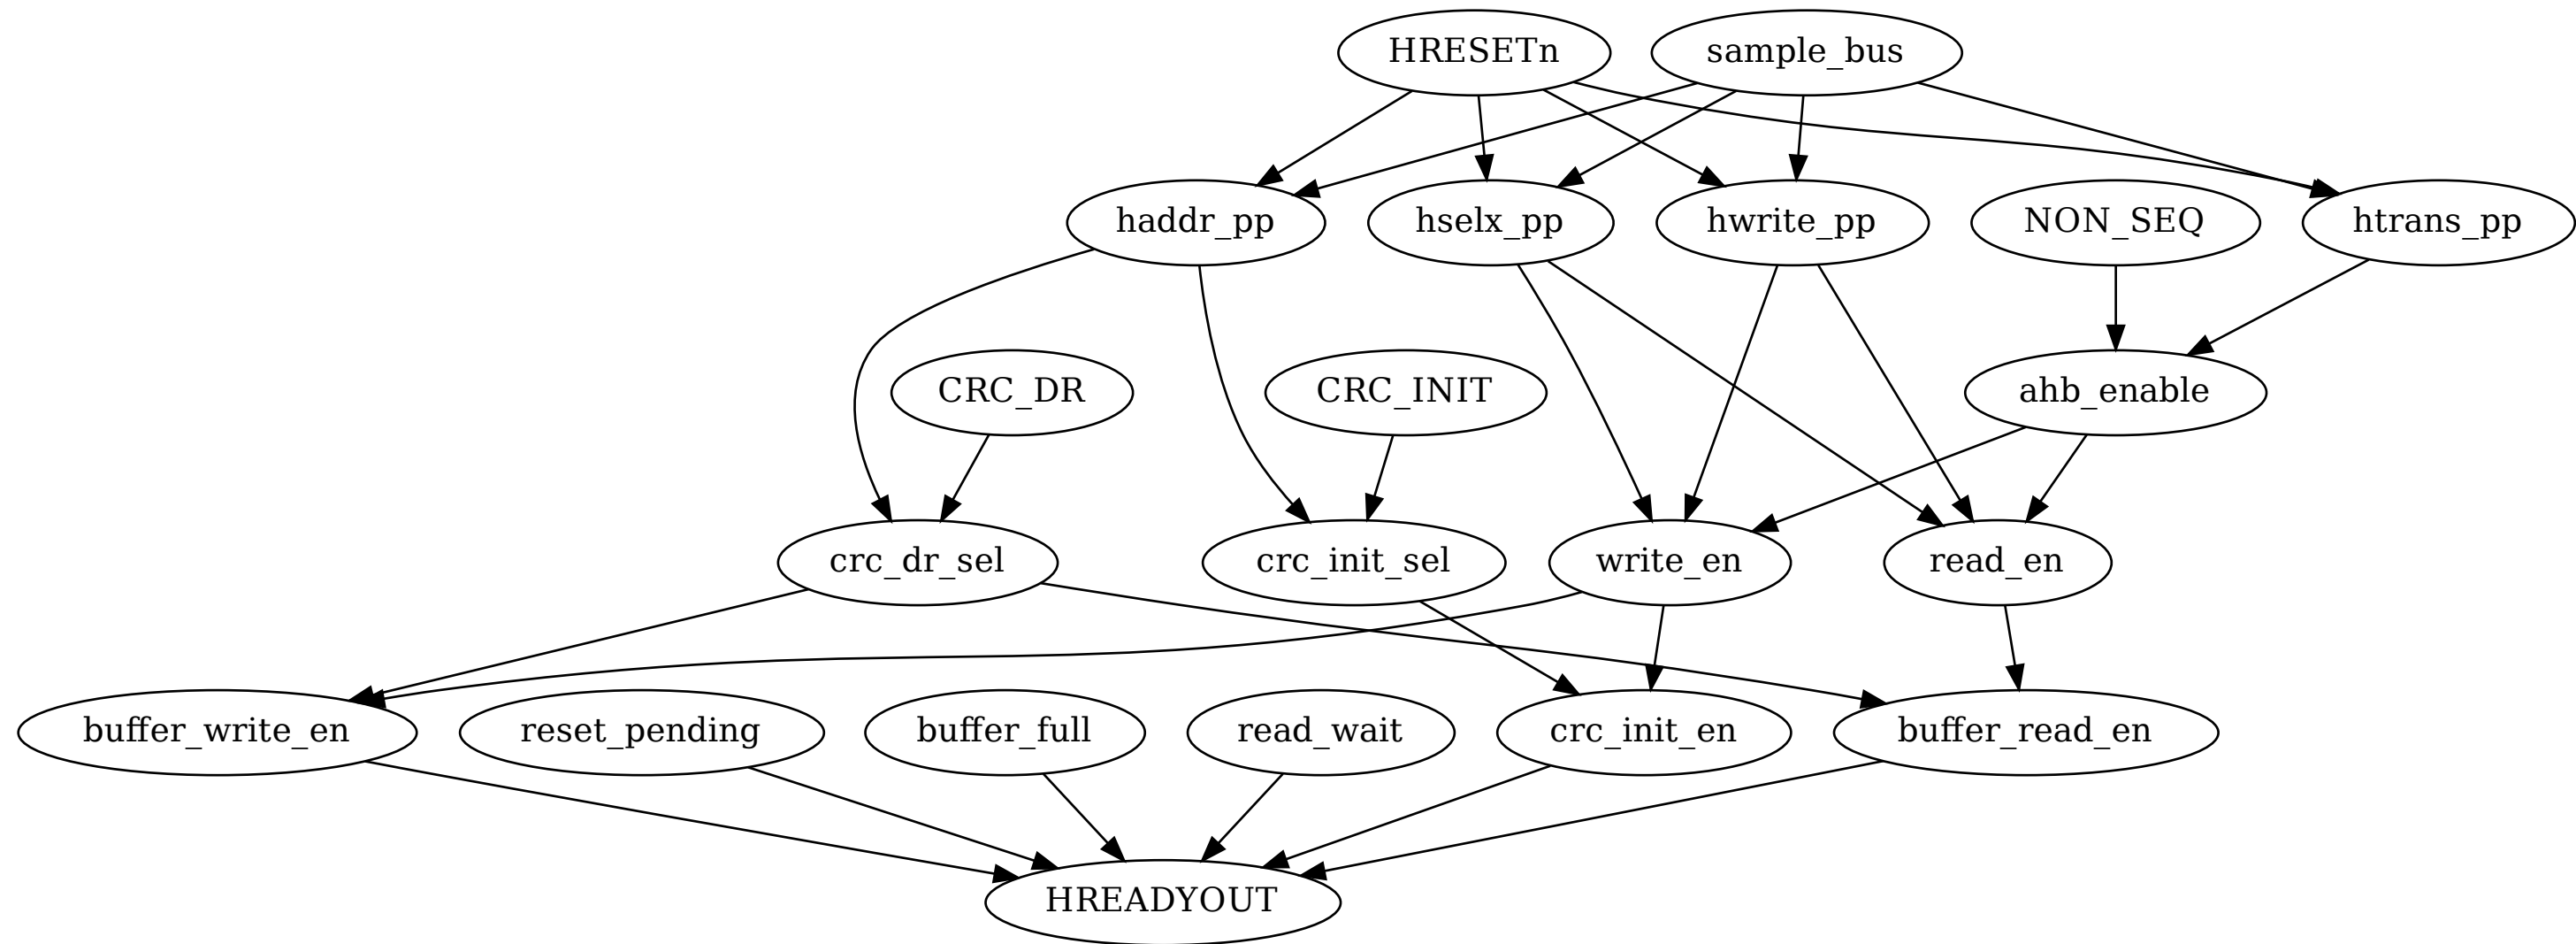 HRESETn
sample_bus
haddr_pp
hselx_pp
hwrite_pp
NON_SEQ
htrans_pp
CRC_DR
CRC_INIT
ahb_enable
crc_dr_sel
crc_init_sel
write_en
read_en
buffer_write_en
reset_pending
buffer_full
read_wait
crc_init_en
buffer_read_en
HREADYOUT